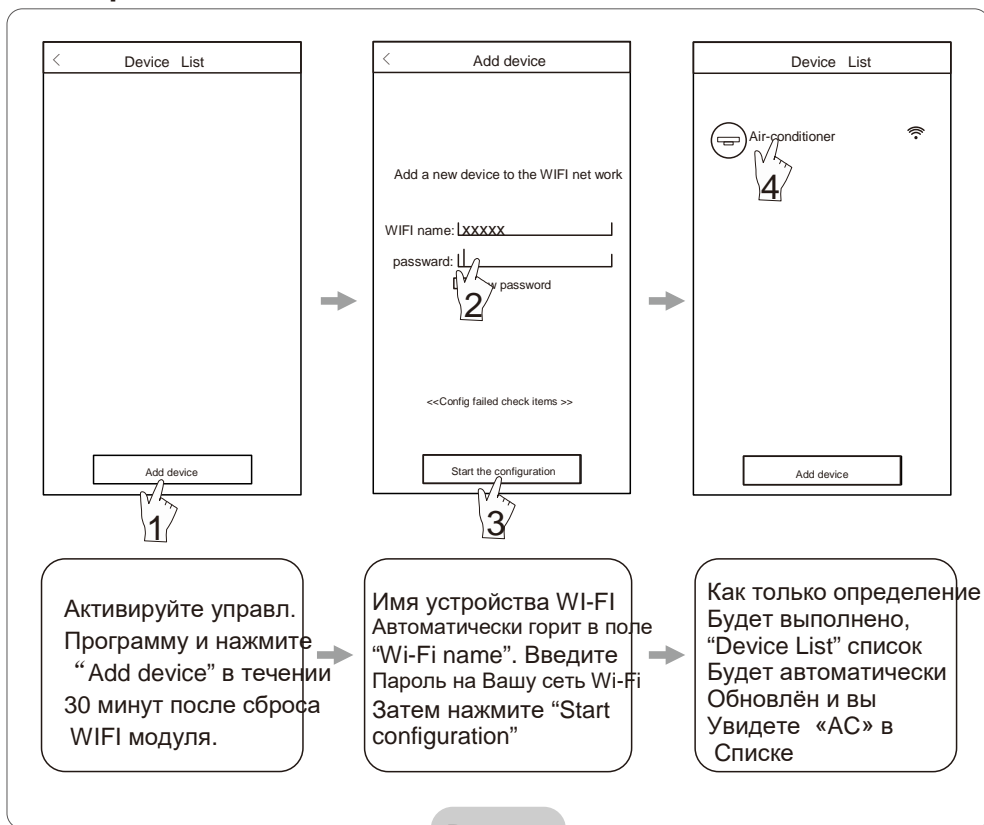 Device List
Add device
Add device
Add a new device to the WIFI net work
WIFI name: xxxxx
passward:
password
<<Config failed check items >>
Start the configuration
Device List
Air-conditioner
Add device
1
2
3
4
Активируйте управл.
Программу и нажмите
“Add device” в течении
30 минут после сброса
WIFI модуля.
Имя устройства WI-FI
Автоматически горит в поле
“Wi-Fi name”. Введите
Пароль на Вашу сеть Wi-Fi
Затем нажмите “Start
configuration”
Как только определение
Будет выполнено,
“Device List” список
Будет автоматически
Обновлён и вы
Увидете «АС» в
Списке